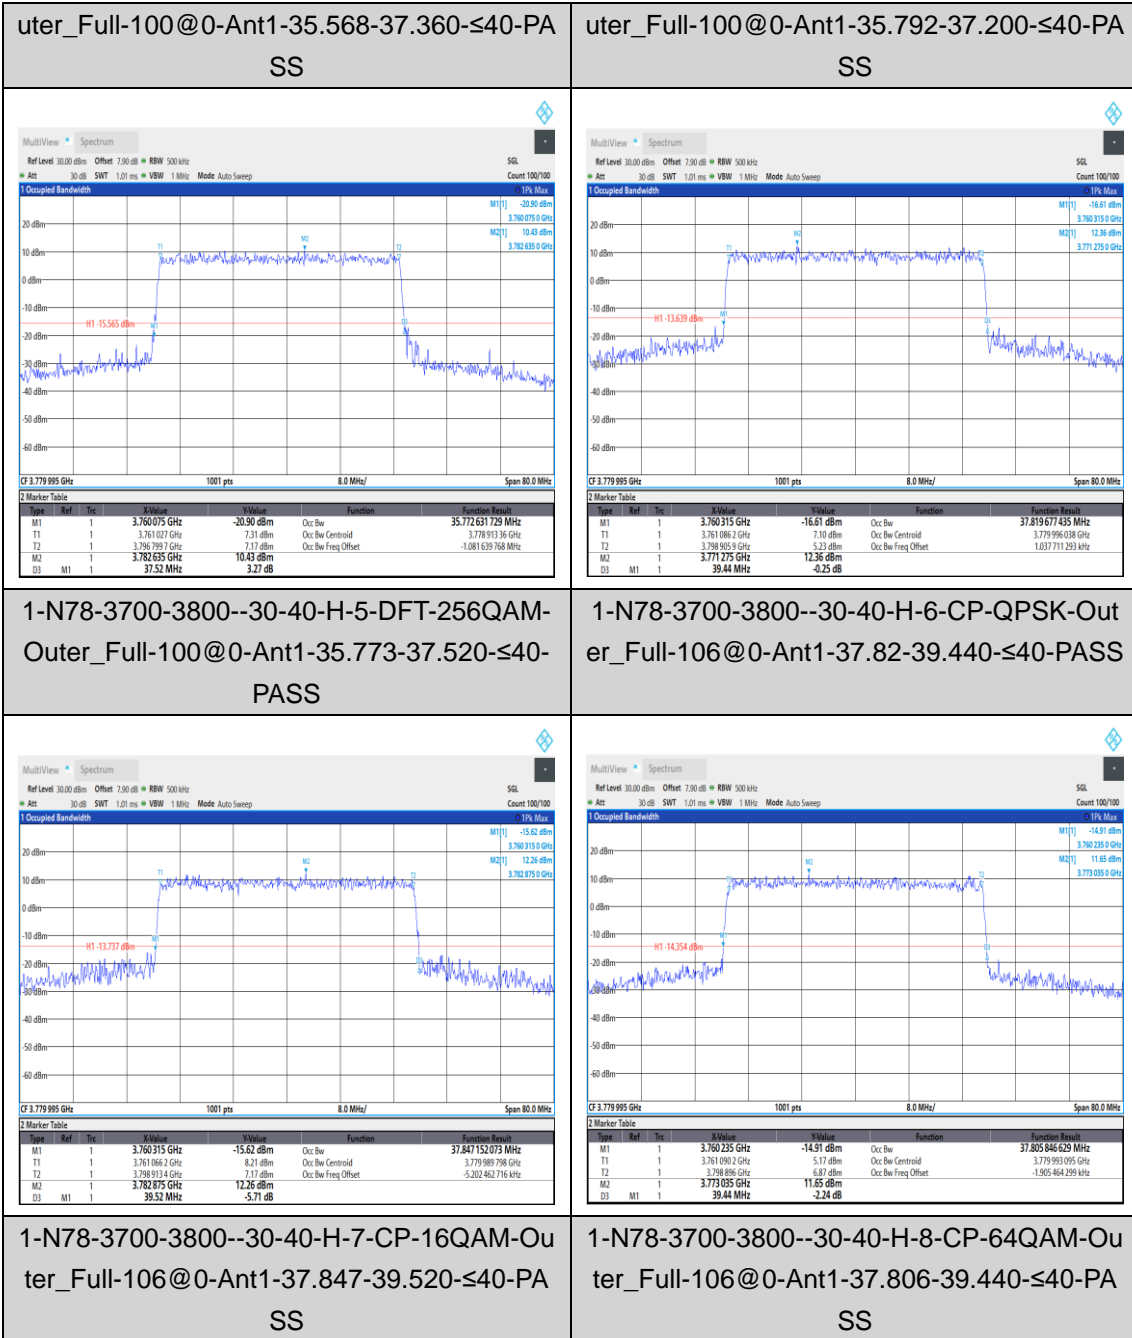 uter_Full-100@0-Ant1-35.568-37.360-≤40-PA
SS
uter_Full-100@0-Ant1-35.792-37.200-≤40-PA
SS
MultiView Spectrum
Ref Level 30.00 dBm Offset 7.90 dB RBW 500 kHz SGL
Att 30 dB SWT 1.01 ms VBW 1 MHz Mode Auto Sweep Count 100/100
1 Occupied Bandwidth 1Pk Max
M1[1] -20.90 dBm
3.760 075 0 GHz
M2[1] 10.43 dBm
3.782 635 0 GHz
20 dBm
10 dBm
0 dBm
-10 dBm
-20 dBm
-30 dBm
-40 dBm
-50 dBm
-60 dBm
T1
M2
T2
H1 -15.565 dBm
M1
D3
CF 3.779 995 GHz 1001 pts 8.0 MHz/ Span 80.0 MHz
2 Marker Table
Type Ref Trc X-Value Y-Value Function Function Result
M1 1 3.760 075 GHz -20.90 dBm Occ Bw 35.772 631 729 MHz
T1 1 3.761 027 GHz 7.31 dBm Occ Bw Centroid 3.778 913 36 GHz
T2 1 3.796 799 7 GHz 7.17 dBm Occ Bw Freq Offset -1.081 639 768 MHz
M2 1 3.782 635 GHz 10.43 dBm
D3 M1 1 37.52 MHz 3.27 dB
MultiView Spectrum
Ref Level 30.00 dBm Offset 7.90 dB RBW 500 kHz SGL
Att 30 dB SWT 1.01 ms VBW 1 MHz Mode Auto Sweep Count 100/100
1 Occupied Bandwidth 1Pk Max
M1[1] -16.61 dBm
3.760 315 0 GHz
M2[1] 12.36 dBm
3.771 275 0 GHz
20 dBm
10 dBm
0 dBm
-10 dBm
-20 dBm
-30 dBm
-40 dBm
-50 dBm
-60 dBm
T1
M2
T2
H1 -13.639 dBm
M1
D3
CF 3.779 995 GHz 1001 pts 8.0 MHz/ Span 80.0 MHz
2 Marker Table
Type Ref Trc X-Value Y-Value Function Function Result
M1 1 3.760 315 GHz -16.61 dBm Occ Bw 37.819 677 435 MHz
T1 1 3.761 086 2 GHz 7.10 dBm Occ Bw Centroid 3.779 996 038 GHz
T2 1 3.798 905 9 GHz 5.23 dBm Occ Bw Freq Offset 1.037 711 293 kHz
M2 1 3.771 275 GHz 12.36 dBm
D3 M1 1 39.44 MHz -0.25 dB
1-N78-3700-3800--30-40-H-5-DFT-256QAM-
Outer_Full-100@0-Ant1-35.773-37.520-≤40-
PASS
1-N78-3700-3800--30-40-H-6-CP-QPSK-Out
er_Full-106@0-Ant1-37.82-39.440-≤40-PASS
MultiView Spectrum
Ref Level 30.00 dBm Offset 7.90 dB RBW 500 kHz SGL
Att 30 dB SWT 1.01 ms VBW 1 MHz Mode Auto Sweep Count 100/100
1 Occupied Bandwidth 1Pk Max
M1[1] -15.62 dBm
3.760 315 0 GHz
M2[1] 12.26 dBm
3.782 875 0 GHz
20 dBm
10 dBm
0 dBm
-10 dBm
-20 dBm
-30 dBm
-40 dBm
-50 dBm
-60 dBm
T1
M2
T2
H1 -13.737 dBm
M1
D3
CF 3.779 995 GHz 1001 pts 8.0 MHz/ Span 80.0 MHz
2 Marker Table
Type Ref Trc X-Value Y-Value Function Function Result
M1 1 3.760 315 GHz -15.62 dBm Occ Bw 37.847 152 073 MHz
T1 1 3.761 066 2 GHz 8.21 dBm Occ Bw Centroid 3.779 989 798 GHz
T2 1 3.798 913 4 GHz 7.17 dBm Occ Bw Freq Offset -5.202 462 716 kHz
M2 1 3.782 875 GHz 12.26 dBm
D3 M1 1 39.52 MHz -5.71 dB
MultiView Spectrum
Ref Level 30.00 dBm Offset 7.90 dB RBW 500 kHz SGL
Att 30 dB SWT 1.01 ms VBW 1 MHz Mode Auto Sweep Count 100/100
1 Occupied Bandwidth 1Pk Max
M1[1] -14.91 dBm
3.760 235 0 GHz
M2[1] 11.65 dBm
3.773 035 0 GHz
20 dBm
10 dBm
0 dBm
-10 dBm
-20 dBm
-30 dBm
-40 dBm
-50 dBm
-60 dBm
T1
M2
T2
H1 -14.354 dBm
M1
D3
CF 3.779 995 GHz 1001 pts 8.0 MHz/ Span 80.0 MHz
2 Marker Table
Type Ref Trc X-Value Y-Value Function Function Result
M1 1 3.760 235 GHz -14.91 dBm Occ Bw 37.805 846 629 MHz
T1 1 3.761 090 2 GHz 5.17 dBm Occ Bw Centroid 3.779 993 095 GHz
T2 1 3.798 896 GHz 6.87 dBm Occ Bw Freq Offset -1.905 464 299 kHz
M2 1 3.773 035 GHz 11.65 dBm
D3 M1 1 39.44 MHz -2.24 dB
1-N78-3700-3800--30-40-H-7-CP-16QAM-Ou
ter_Full-106@0-Ant1-37.847-39.520-≤40-PA
SS
1-N78-3700-3800--30-40-H-8-CP-64QAM-Ou
ter_Full-106@0-Ant1-37.806-39.440-≤40-PA
SS